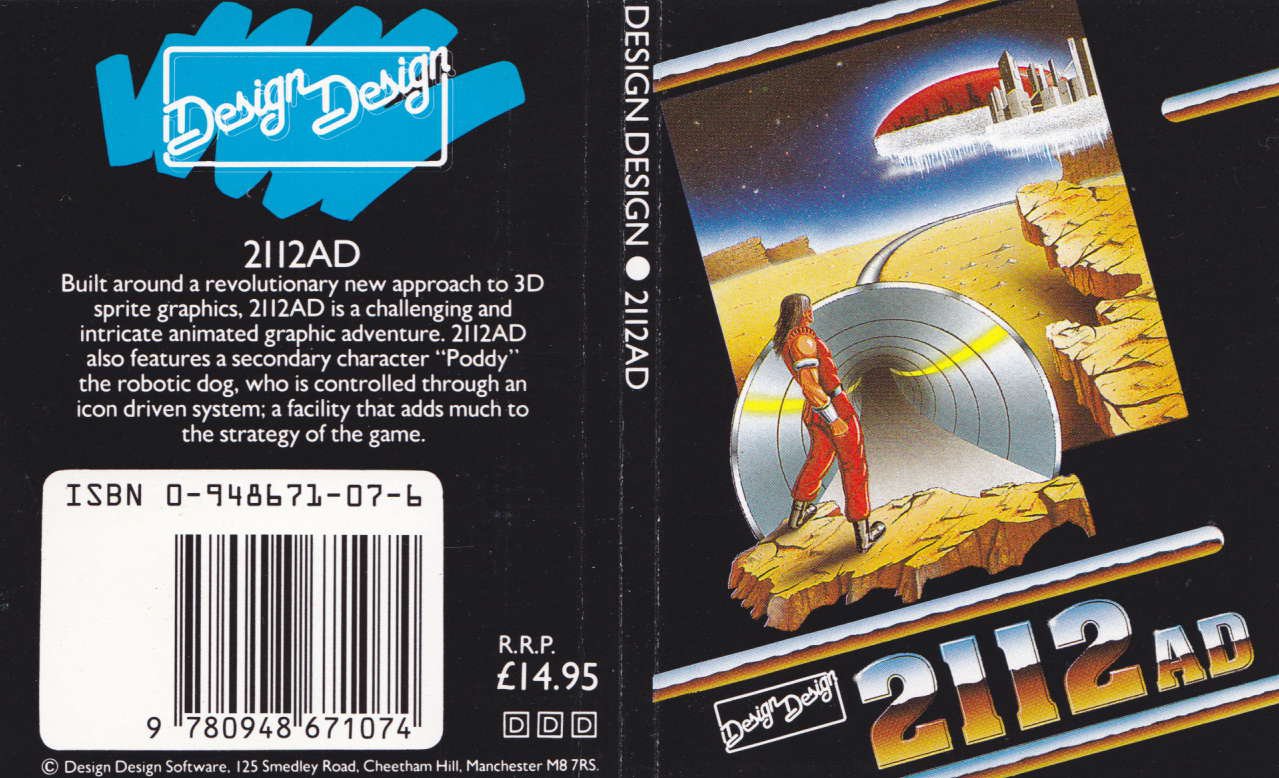 Design Design
2112AD
Built around a revolutionary new approach to 3D
sprite graphics, 2112AD is a challenging and
intricate animated graphic adventure. 2112AD
also features a secondary character “Poddy”
the robotic dog, who is controlled through an
icon driven system; a facility that adds much to
the strategy of the game.
ISBN 0-948671-07-6
9 780948 671074
R.R.P.
£14.95
D D D
© Design Design Software, 125 Smedley Road, Cheetham Hill, Manchester M8 7RS.
DESIGN DESIGN ● 2112AD
Design Design
2112 AD